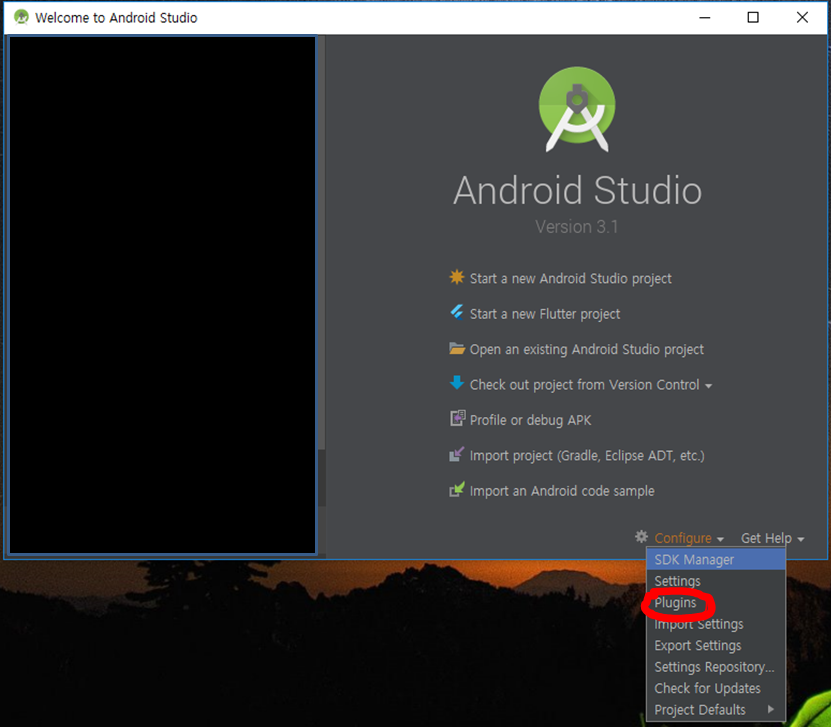 Welcome to Android Studio
Android Studio
Version 3.1
Start a new Android Studio project
Start a new Flutter project
Open an existing Android Studio project
Check out project from Version Control
Profile or debug APK
Import project (Gradle, Eclipse ADT, etc.)
Import an Android code sample
Configure Get Help
SDK Manager
Settings
Plugins
Import Settings
Export Settings
Settings Repository...
Check for Updates
Project Defaults